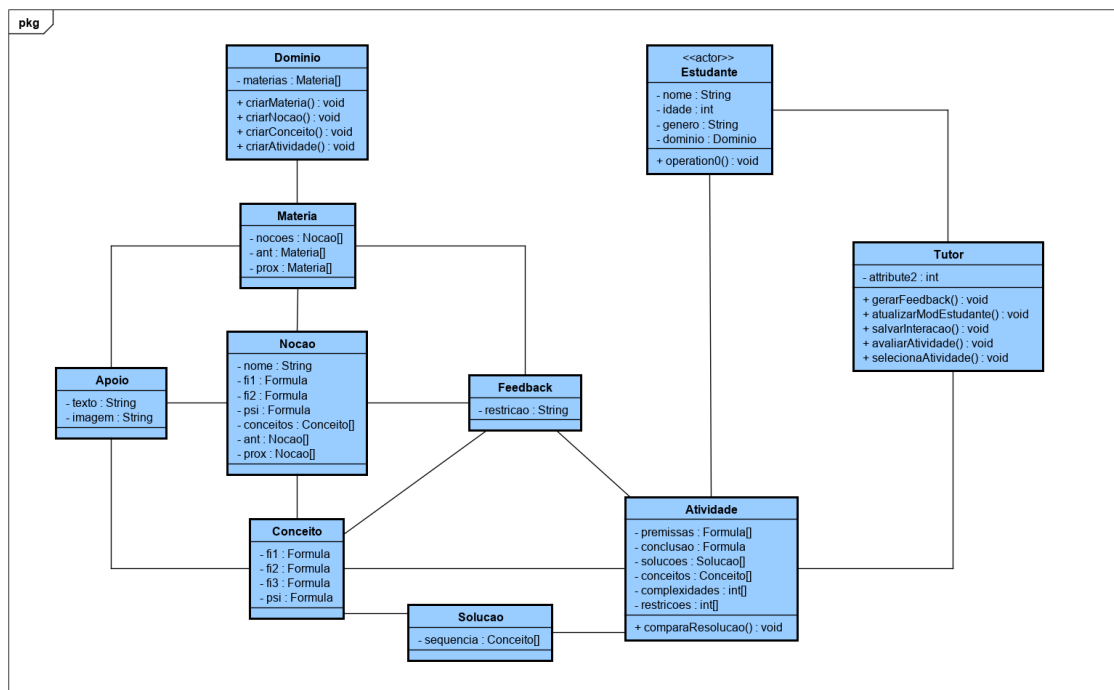 pkg
Dominio
- materias : Materia[]
+ criarMateria() : void
+ criarNocao() : void
+ criarConceito() : void
+ criarAtividade() : void
<<actor>>
Estudante
- nome : String
- idade : int
- genero : String
- dominio : Dominio
+ operation0() : void
Materia
- nocoes : Nocao[]
- ant : Materia[]
- prox : Materia[]
Tutor
- attribute2 : int
+ gerarFeedback() : void
+ atualizarModEstudante() : void
+ salvarInteracao() : void
+ avaliarAtividade() : void
+ selecionaAtividade() : void
Nocao
- nome : String
- fi1 : Formula
- fi2 : Formula
- psi : Formula
- conceitos : Conceito[]
- ant : Nocao[]
- prox : Nocao[]
Apoio
- texto : String
- imagem : String
Feedback
- restricao : String
Conceito
- fi1 : Formula
- fi2 : Formula
- fi3 : Formula
- psi : Formula
Atividade
- premissas : Formula[]
- conclusao : Formula
- solucoes : Solucao[]
- conceitos : Conceito[]
- complexidades : int[]
- restricoes : int[]
+ comparaResolucao() : void
Solucao
- sequencia : Conceito[]